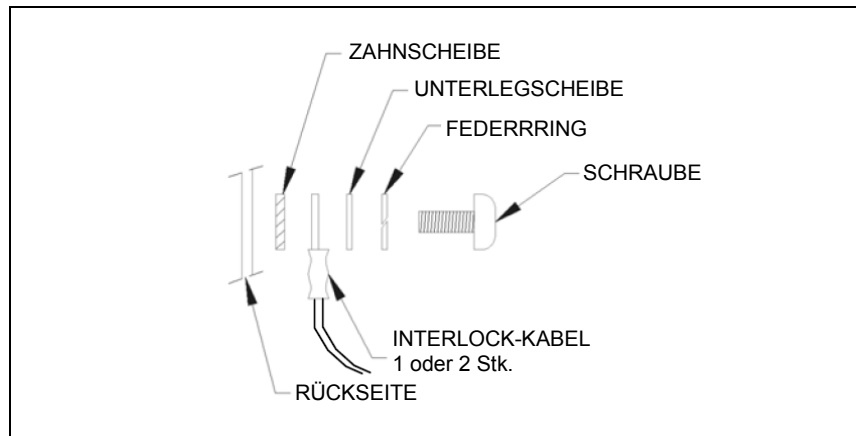 ZAHNSCHEIBE
UNTERLEGSCHEIBE
FEDERRRING
SCHRAUBE
INTERLOCK-KABEL
1 oder 2 Stk.
RÜCKSEITE